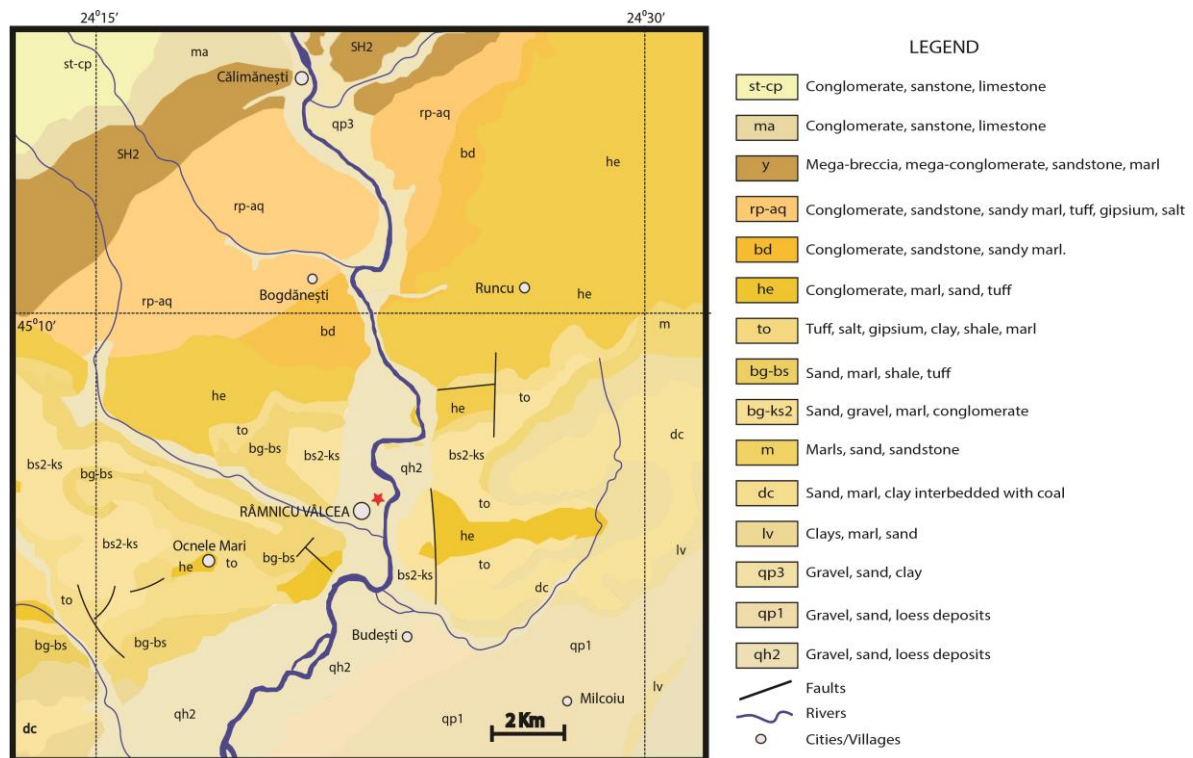 24°15'
24°30'
st-cp
ma
SH2
Călimănești
qp3
rp-aq
bd
he
SH2
rp-aq
Bogdănești
Runcu
he
rp-aq
45°10'
bd
m
he
he
to
to
bg-bs
bs2-ks
bs2-ks
dc
qh2
bs2-ks
bg-bs
to
RÂMNICU VÂLCEA
he
bs2-ks
Ocnele Mari
bg-bs
he
to
to
lv
bs2-ks
dc
to
bg-bs
bg-bs
Budești
qp1
qh2
lv
Milcoiu
qh2
dc
qp1
2 Km
LEGEND
st-cp Conglomerate, sanstone, limestone
ma Conglomerate, sanstone, limestone
y Mega-breccia, mega-conglomerate, sandstone, marl
rp-aq Conglomerate, sandstone, sandy marl, tuff, gipsium, salt
bd Conglomerate, sandstone, sandy marl.
he Conglomerate, marl, sand, tuff
to Tuff, salt, gipsium, clay, shale, marl
bg-bs Sand, marl, shale, tuff
bg-ks2 Sand, gravel, marl, conglomerate
m Marls, sand, sandstone
dc Sand, marl, clay interbedded with coal
lv Clays, marl, sand
qp3 Gravel, sand, clay
qp1 Gravel, sand, loess deposits
qh2 Gravel, sand, loess deposits
Faults
Rivers
Cities/Villages